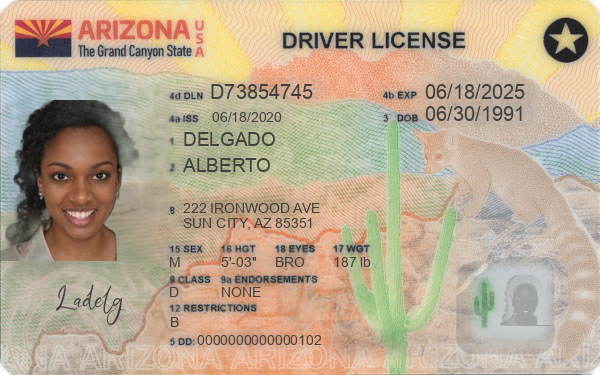 ARIZONA USA
The Grand Canyon State
DRIVER LICENSE
4d DLN D73854745 4b EXP 06/18/2025
4a ISS 06/18/2020 3 DOB 06/30/1991
1 DELGADO
2 ALBERTO
8 222 IRONWOOD AVE
SUN CITY, AZ 85351
15 SEX 16 HGT 18 EYES 17 WGT
M 5'-03" BRO 187 lb
9 CLASS 9a ENDORSEMENTS
D NONE
12 RESTRICTIONS
B
Ladelg
5 DD: 0000000000000102
ARIZONA ARIZONA ARIZONA ARIZONA